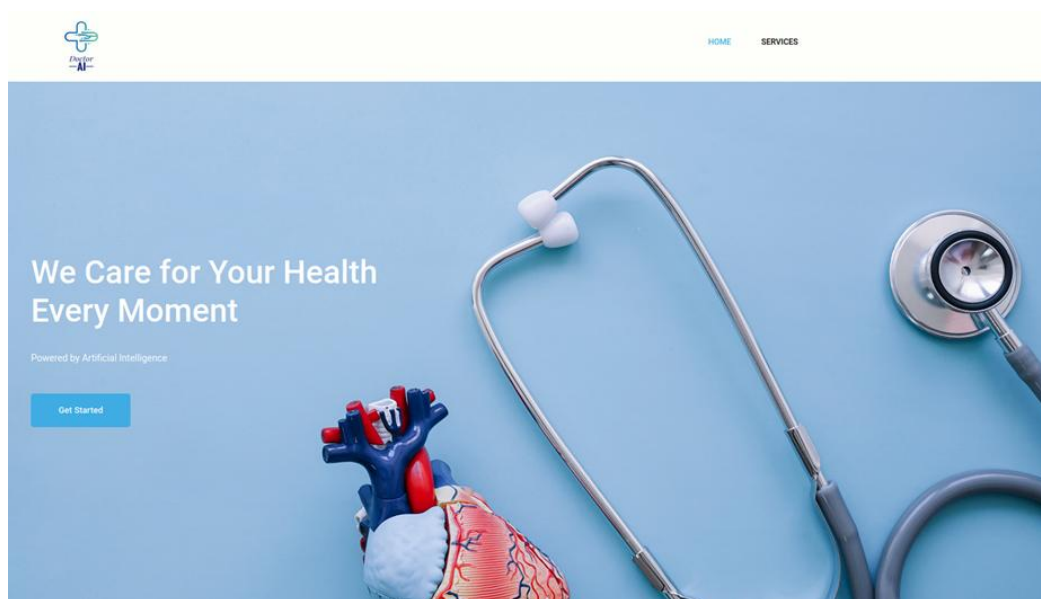 Doctor
AI
HOME SERVICES
We Care for Your Health
Every Moment
Powered by Artificial Intelligence
Get Started